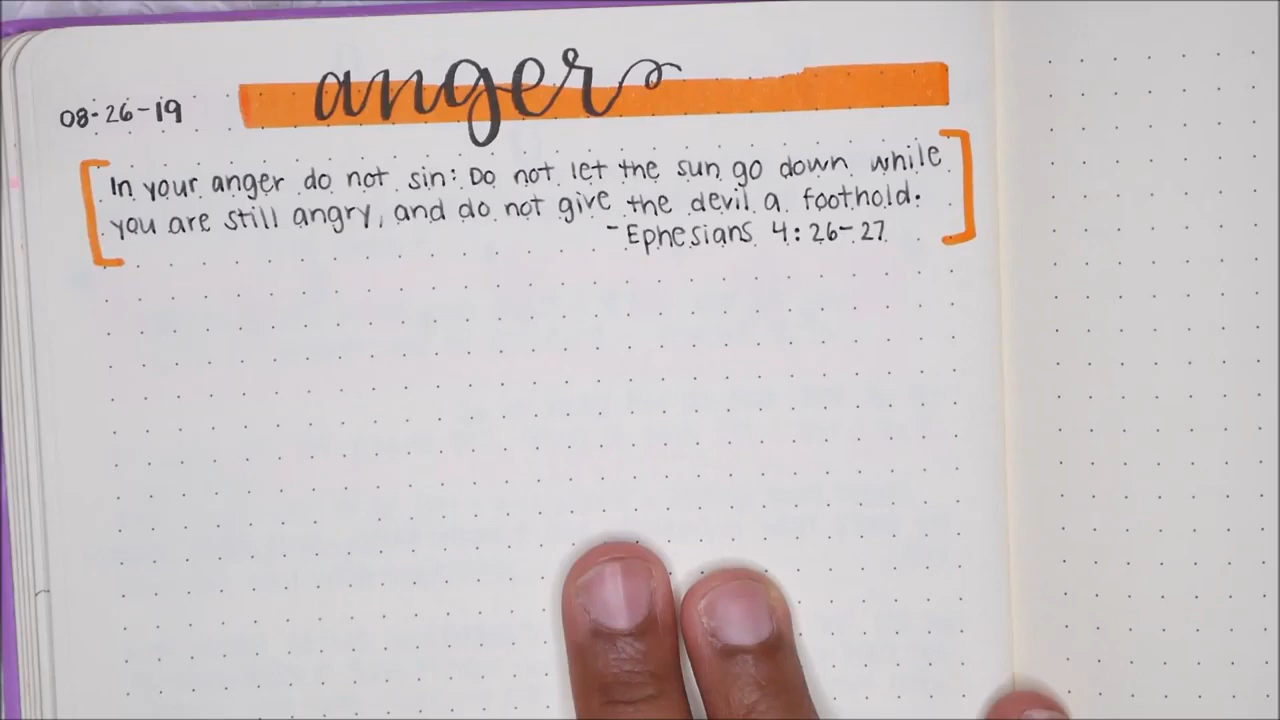 anger
08-26-19
In your anger do not sin: Do not let the sun go down while
you are still angry, and do not give the devil a foothold.
-Ephesians 4:26-27